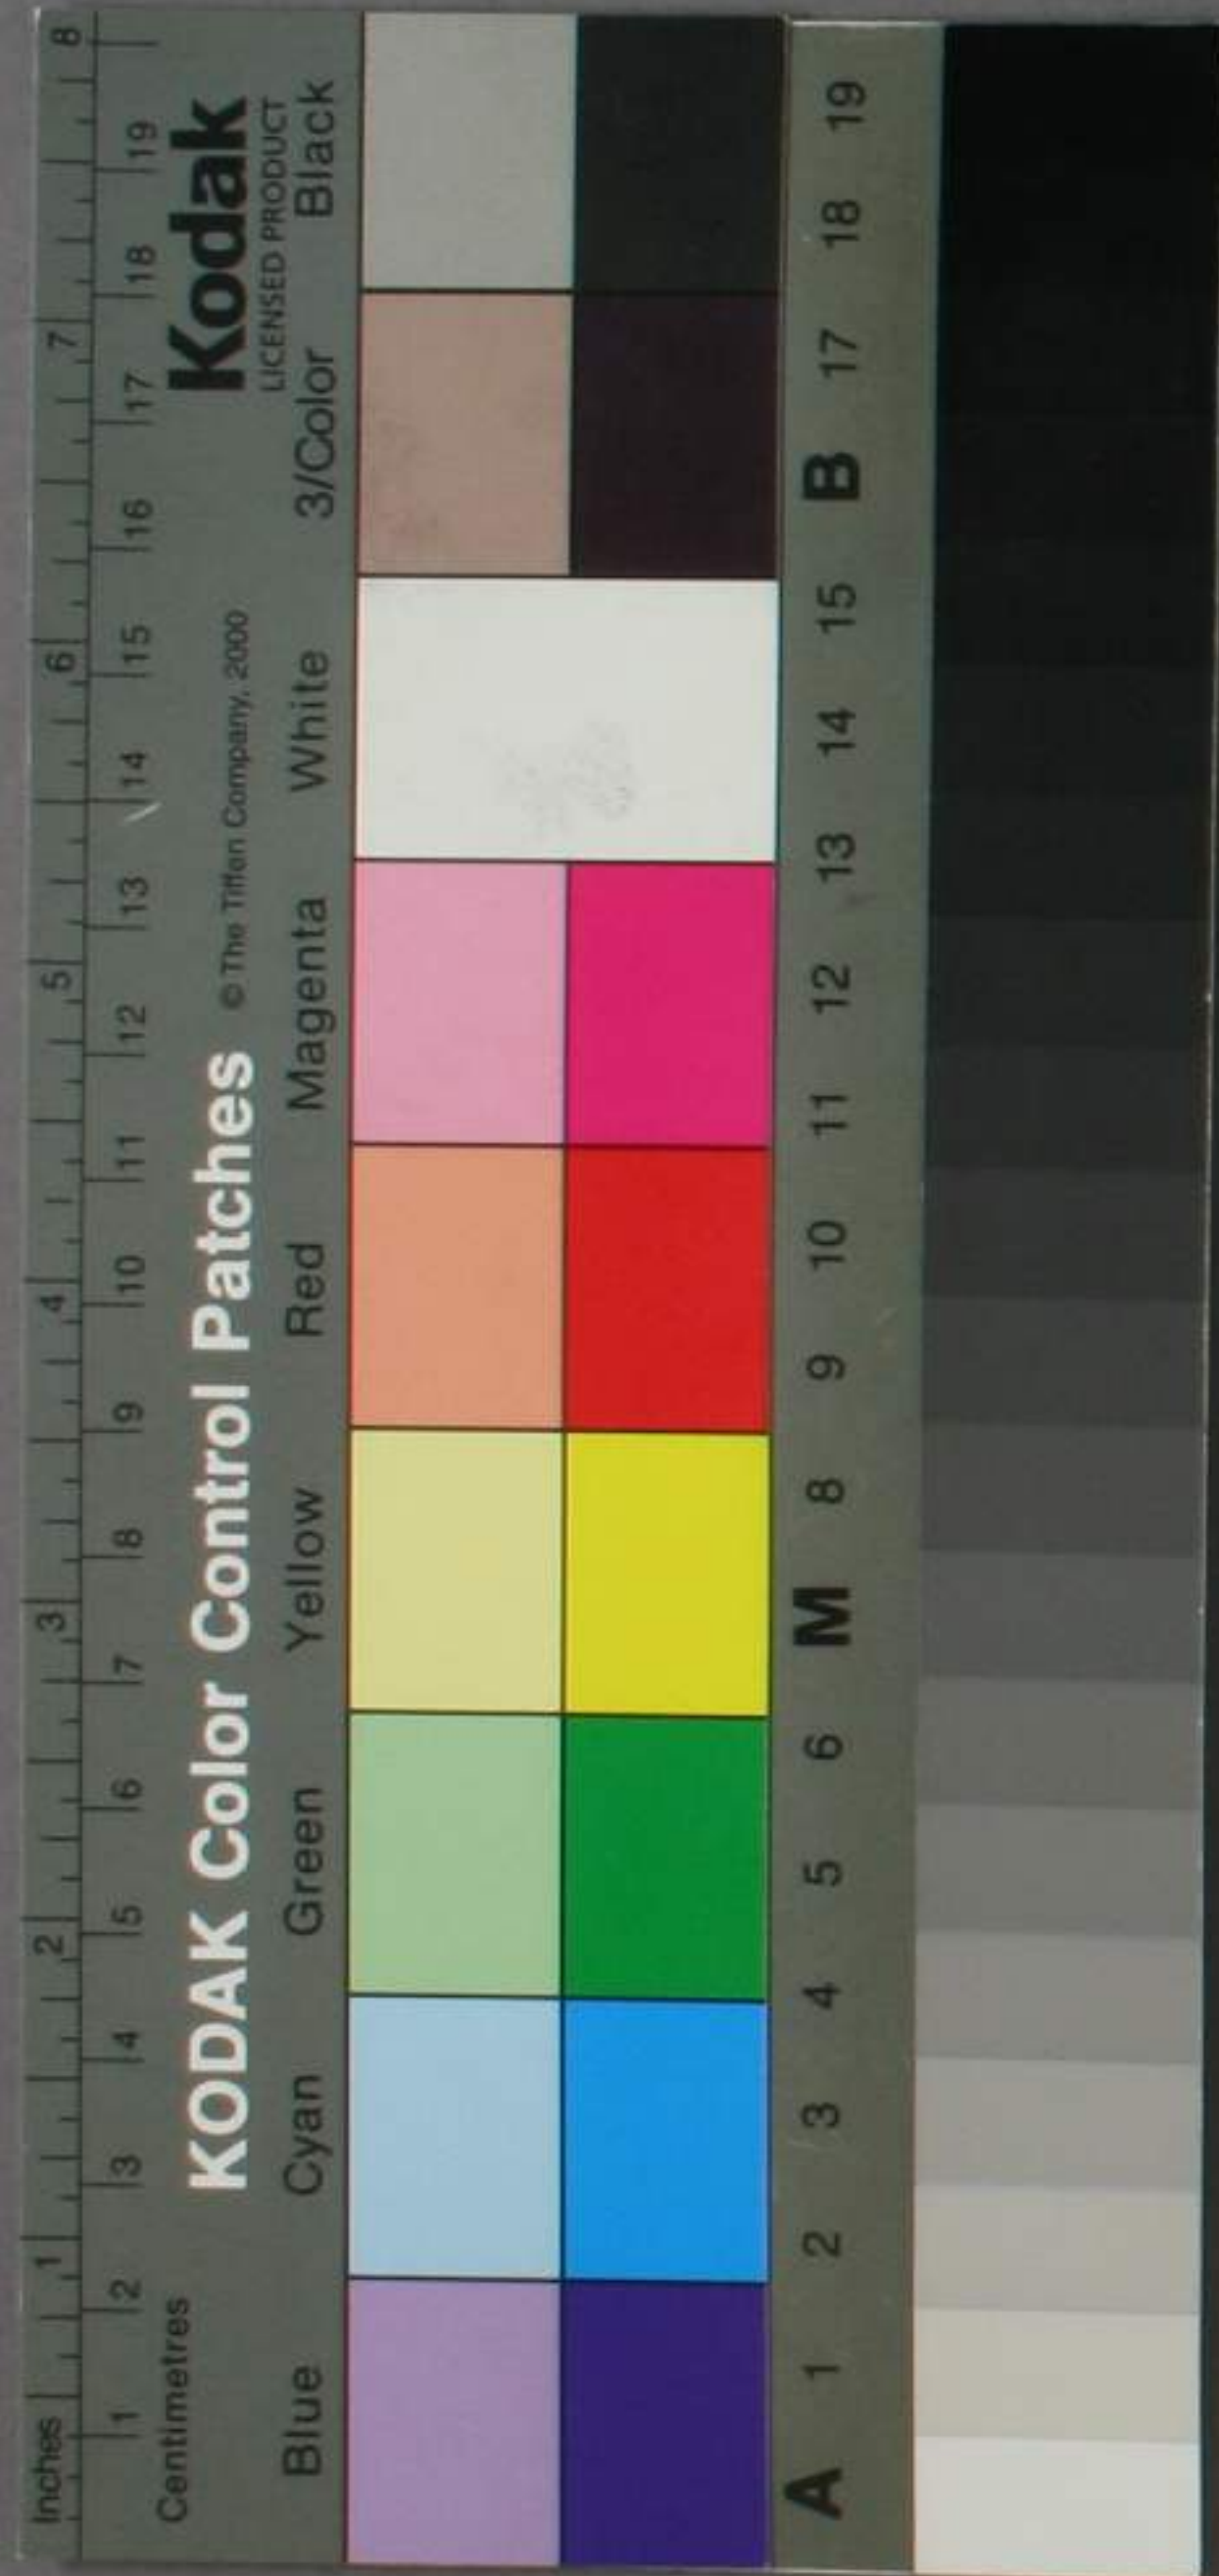 Inches 1 2 3 4 5 6 7 8
1 2 3 4 5 6 7 8 9 10 11 12 13 14 15 16 17 18 19
Centimetres
KODAK Color Control Patches © The Tiffen Company, 2000
Kodak
LICENSED PRODUCT
Blue Cyan Green Yellow Red Magenta White 3/Color Black
A 1 2 3 4 5 6 M 8 9 10 11 12 13 14 15 B 17 18 19